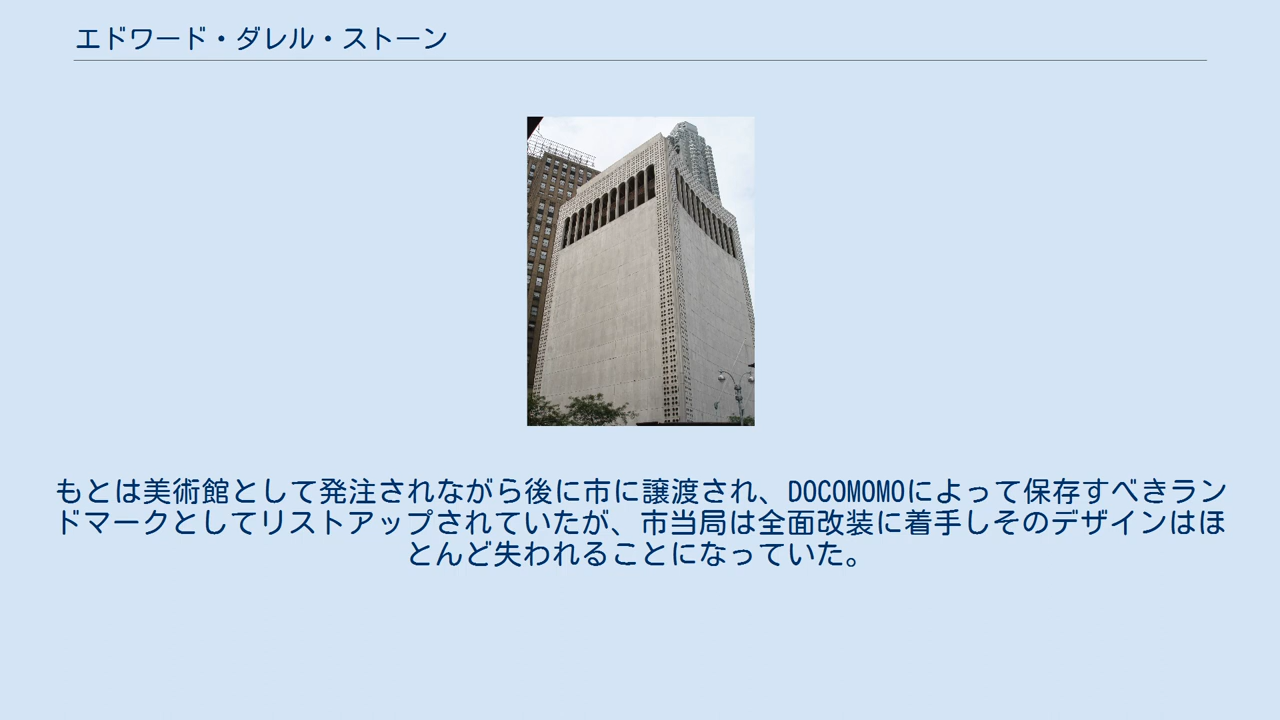 エドワード・ダレル・ストーン
もとは美術館として発注されながら後に市に譲渡され、DOCOMOMOによって保存すべきラン
ドマークとしてリストアップされていたが、市当局は全面改装に着手しそのデザインはほ
とんど失われることになっていた。